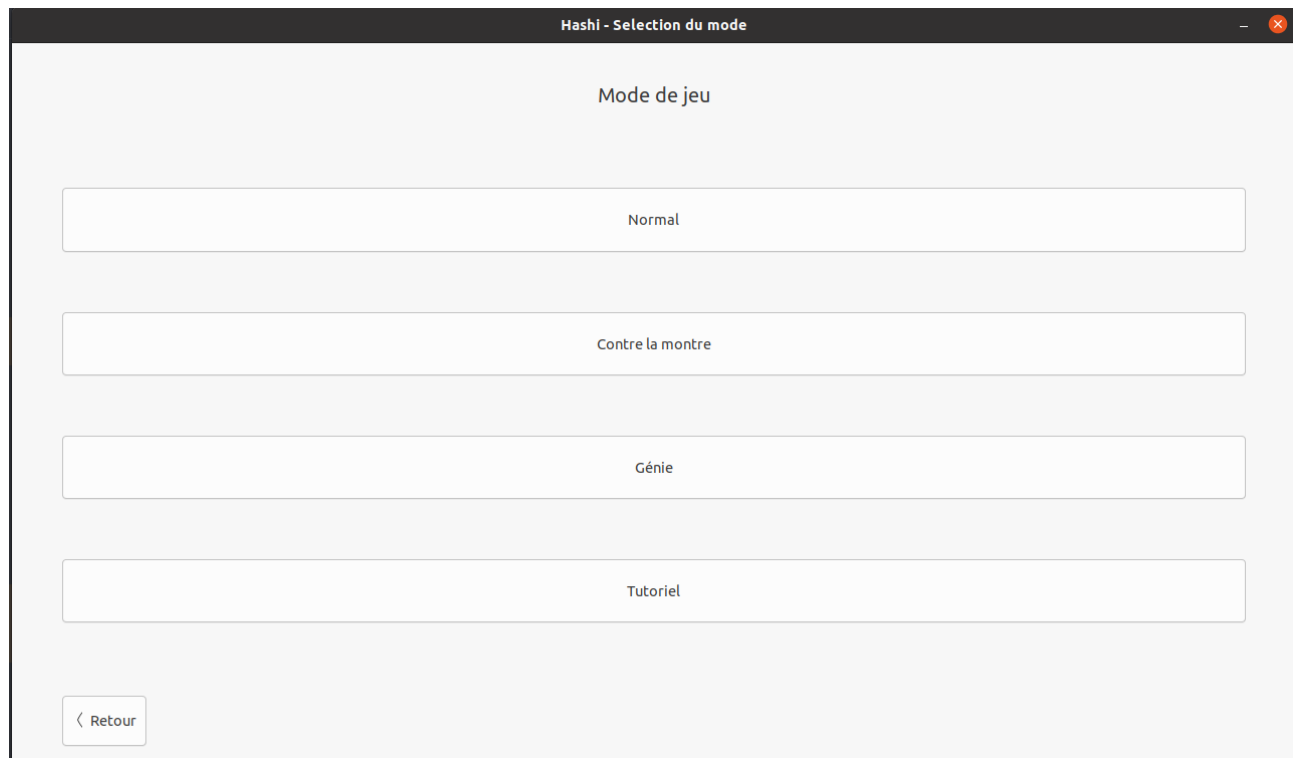 Hashi - Selection du mode
Mode de jeu
Normal
Contre la montre
Génie
Tutoriel
Retour